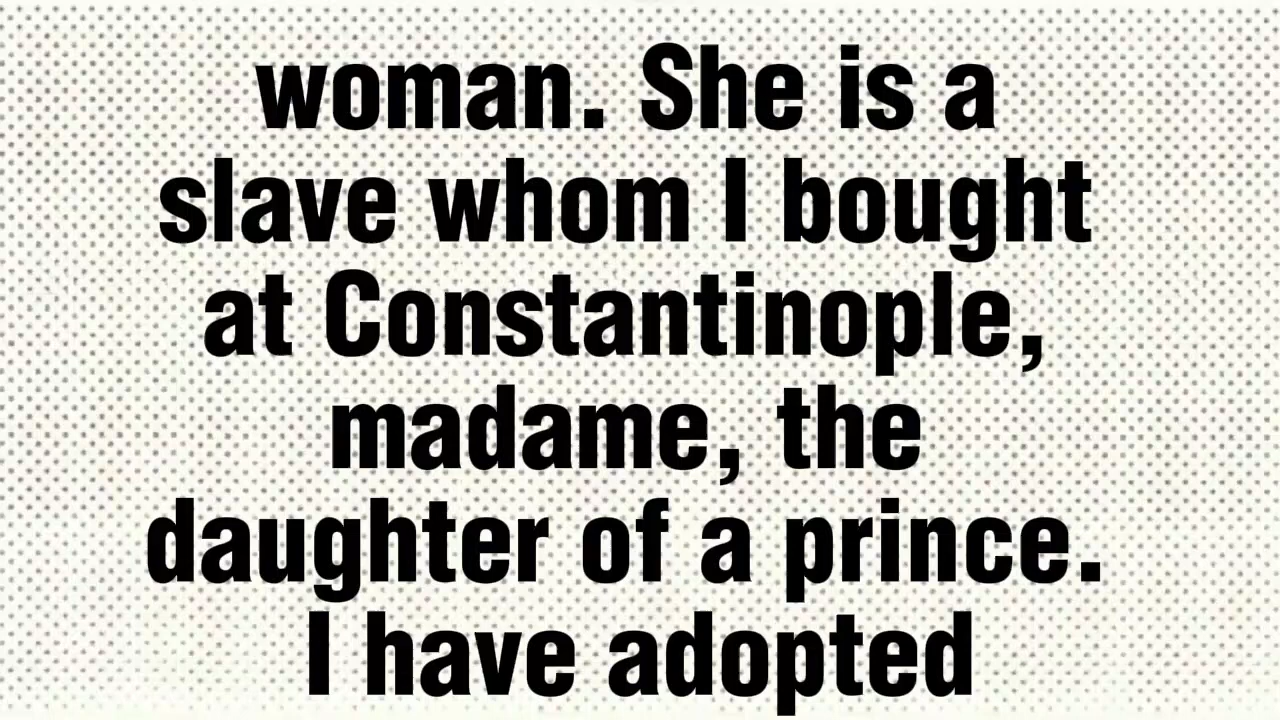 woman. She is a
slave whom I bought
at Constantinople,
madame, the
daughter of a prince.
I have adopted